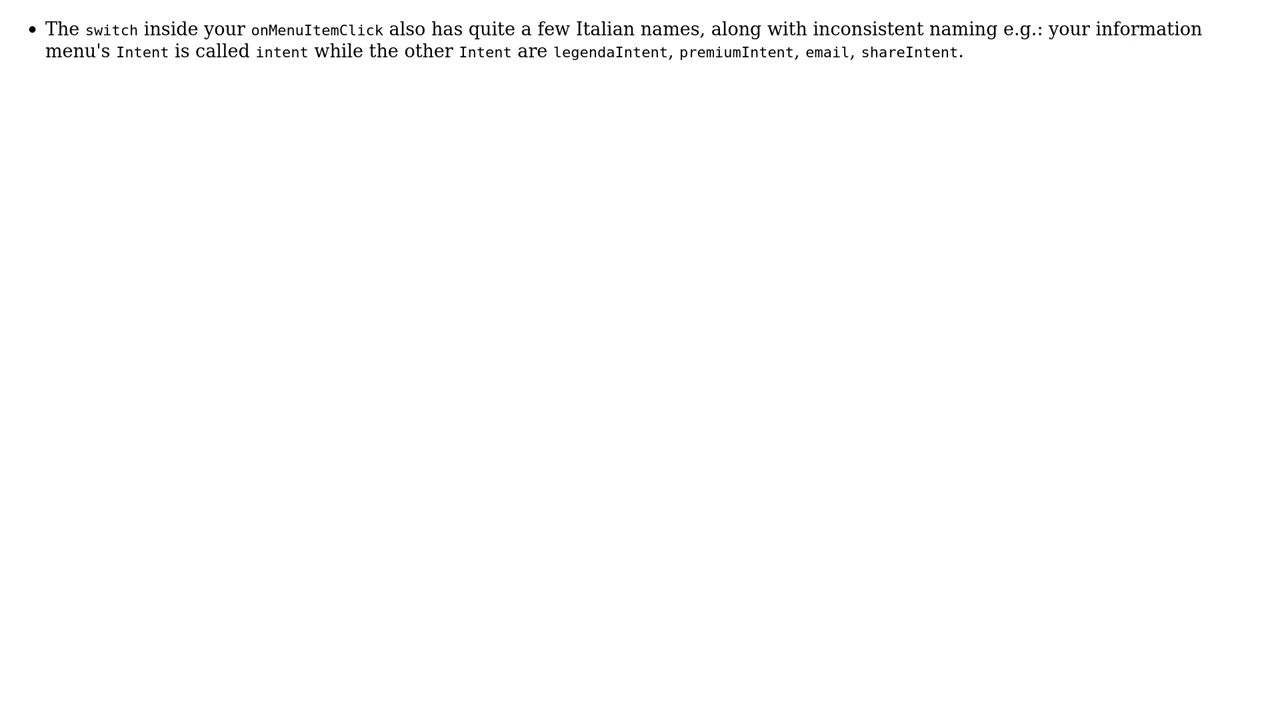 • The switch inside your onMenuItemClick also has quite a few Italian names, along with inconsistent naming e.g.: your information
menu's Intent is called intent while the other Intent are legendaIntent, premiumIntent, email, shareIntent.